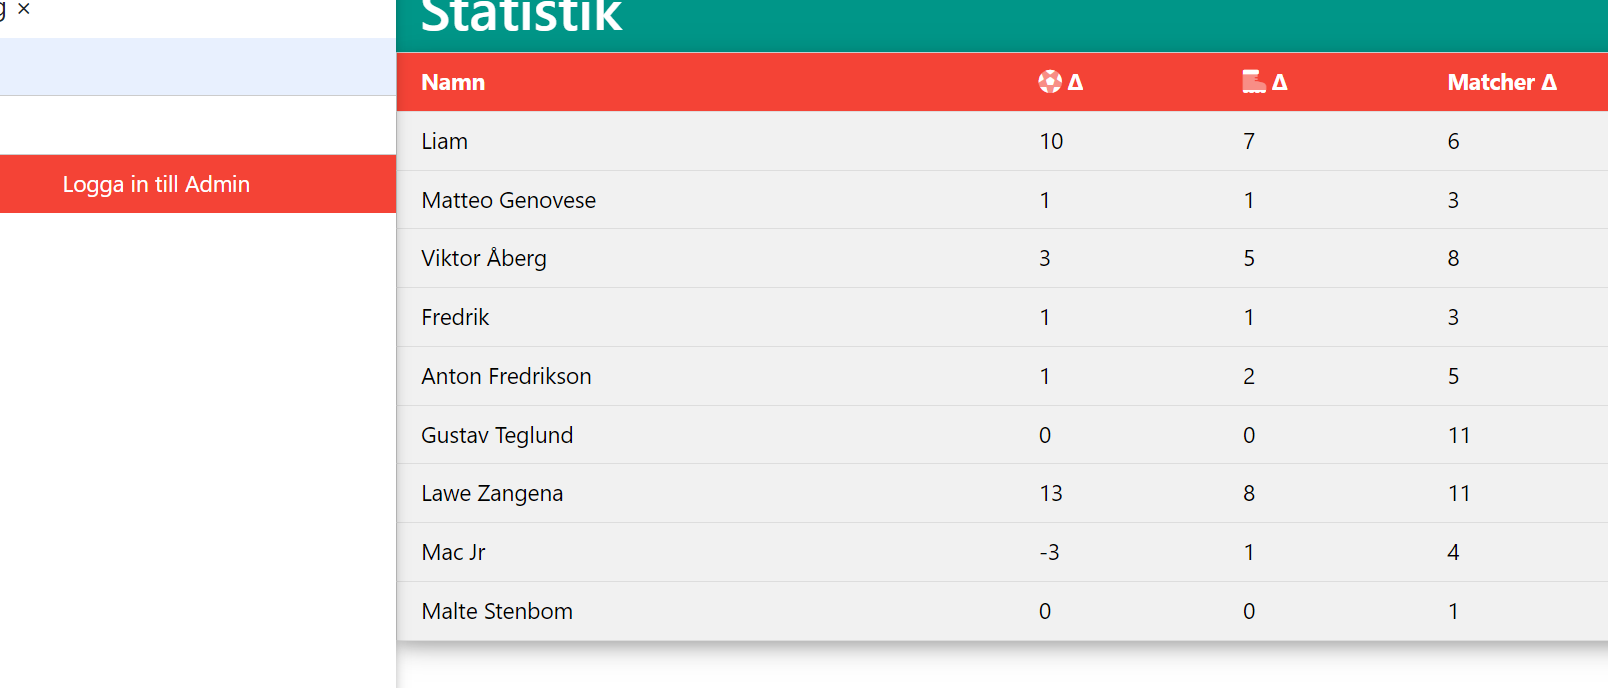 ×
Logga in till Admin
Statistik
Namn Δ Δ Matcher Δ
Liam 10 7 6
Matteo Genovese 1 1 3
Viktor Åberg 3 5 8
Fredrik 1 1 3
Anton Fredrikson 1 2 5
Gustav Teglund 0 0 11
Lawe Zangena 13 8 11
Mac Jr -3 1 4
Malte Stenbom 0 0 1